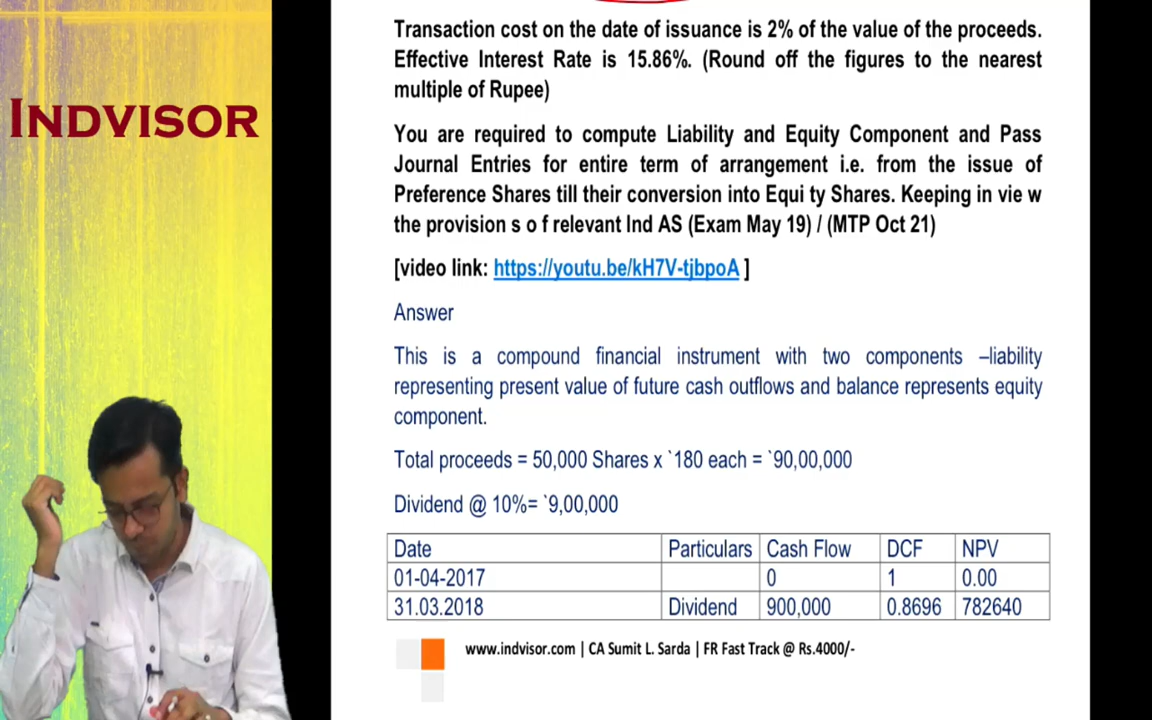 INDVISOR
Transaction cost on the date of issuance is 2% of the value of the proceeds.
Effective Interest Rate is 15.86%. (Round off the figures to the nearest
multiple of Rupee)
You are required to compute Liability and Equity Component and Pass
Journal Entries for entire term of arrangement i.e. from the issue of
Preference Shares till their conversion into Equi ty Shares. Keeping in vie w
the provision s o f relevant Ind AS (Exam May 19) / (MTP Oct 21)
[video link: https://youtu.be/kH7V-tjbpoA ]
Answer
This is a compound financial instrument with two components –liability
representing present value of future cash outflows and balance represents equity
component.
Total proceeds = 50,000 Shares x `180 each = `90,00,000
Dividend @ 10%= `9,00,000
Date Particulars Cash Flow DCF NPV
01-04-2017 0 1 0.00
31.03.2018 Dividend 900,000 0.8696 782640
www.indvisor.com | CA Sumit L. Sarda | FR Fast Track @ Rs.4000/-